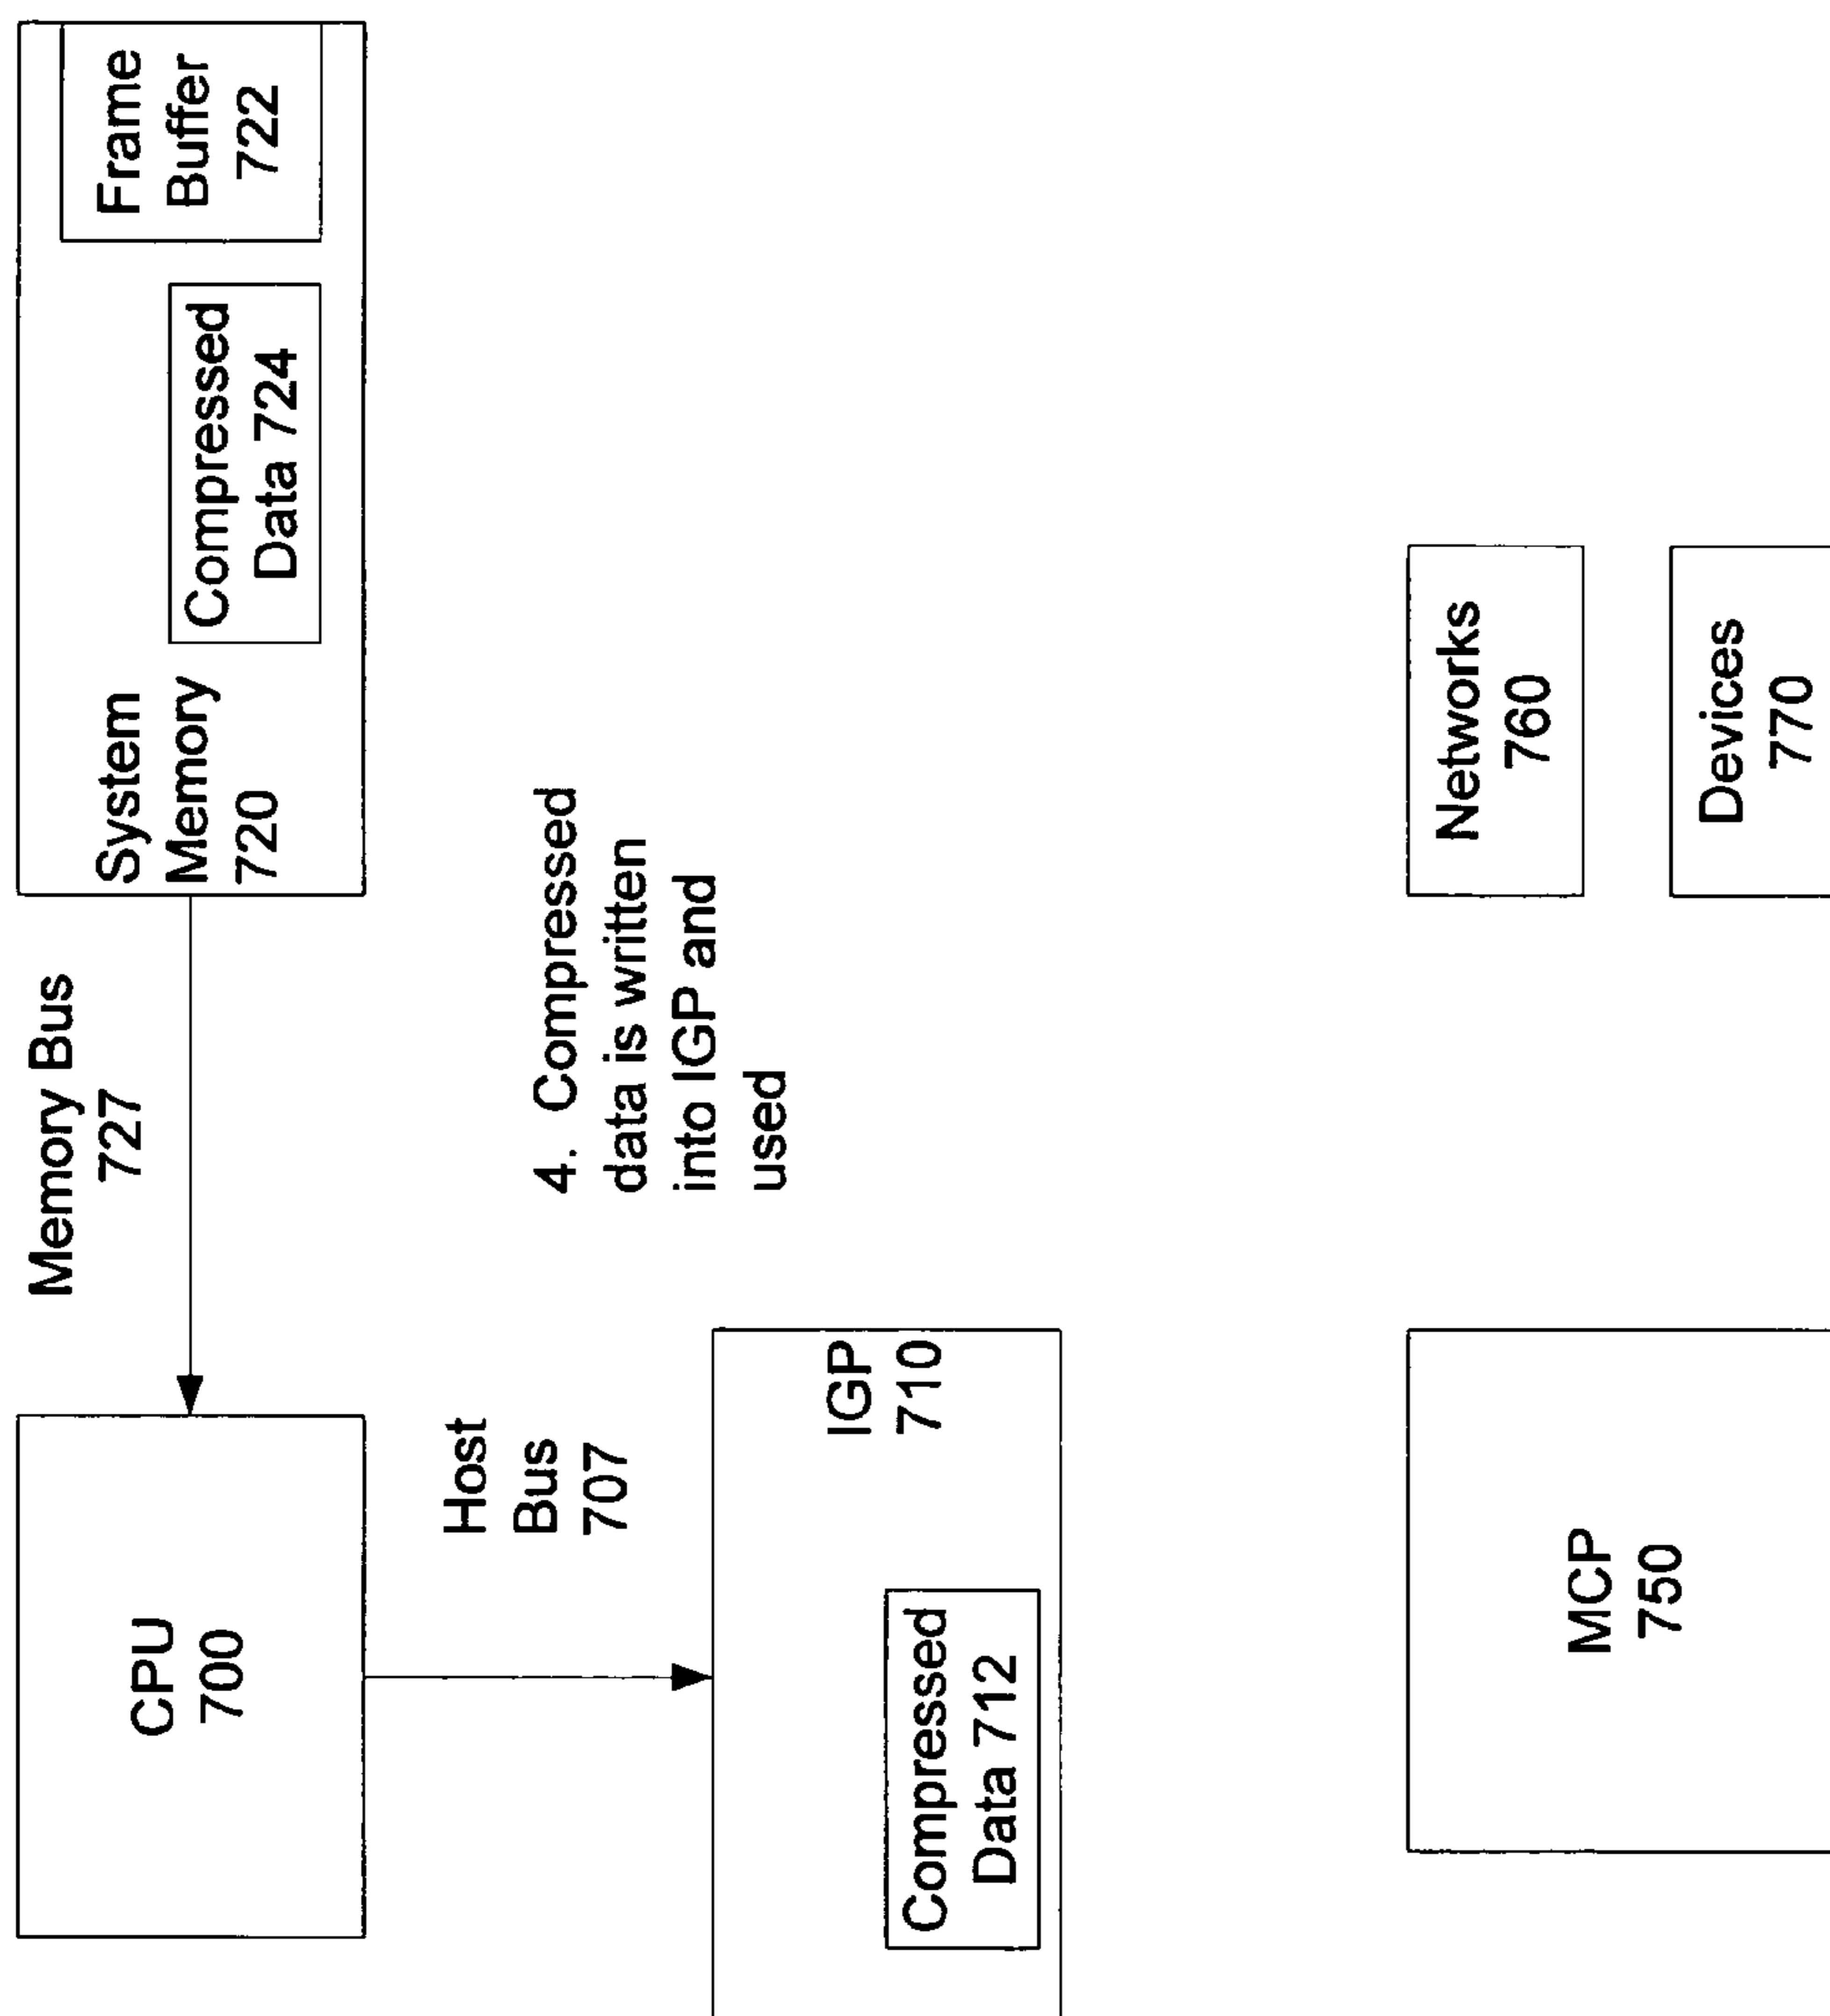 CPU
700
Memory Bus
727
System
Memory
720
Compressed
Data 724
Frame
Buffer
722
Host
Bus
707
4. Compressed
data is written
into IGP and
used
IGP
710
Compressed
Data 712
MCP
750
Networks
760
Devices
770